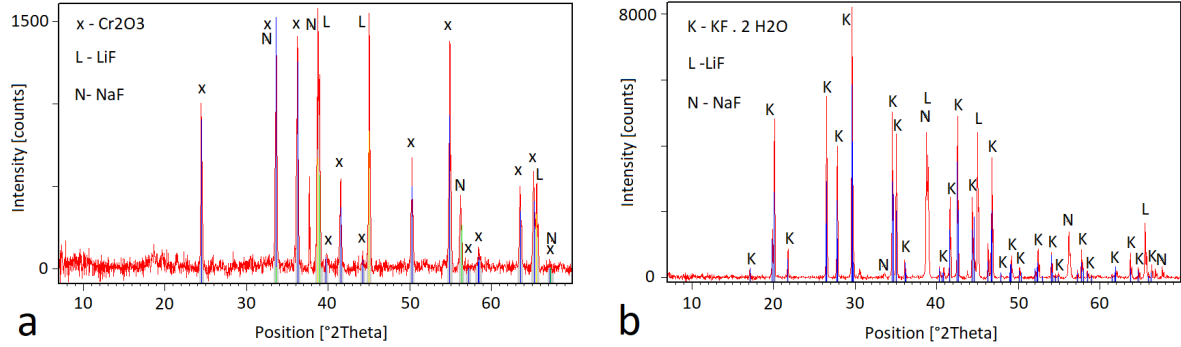 1500
0
Intensity [counts]
x - Cr2O3
L - LiF
N- NaF
x
x
N
x
N
L
x
x
x
L
x
x
N
x
x
x
x
L
N
x
10
20
30
40
50
60
Position [°2Theta]
a
8000
0
Intensity [counts]
K - KF . 2 H2O
L -LiF
N - NaF
K
K
K
K
K
K
N
K
K
K
L
N
K
K
K
K
L
K
K
K
K
K
K
K
N
K
K
K
K
K
L
K
N
10
20
30
40
50
60
Position [°2Theta]
b